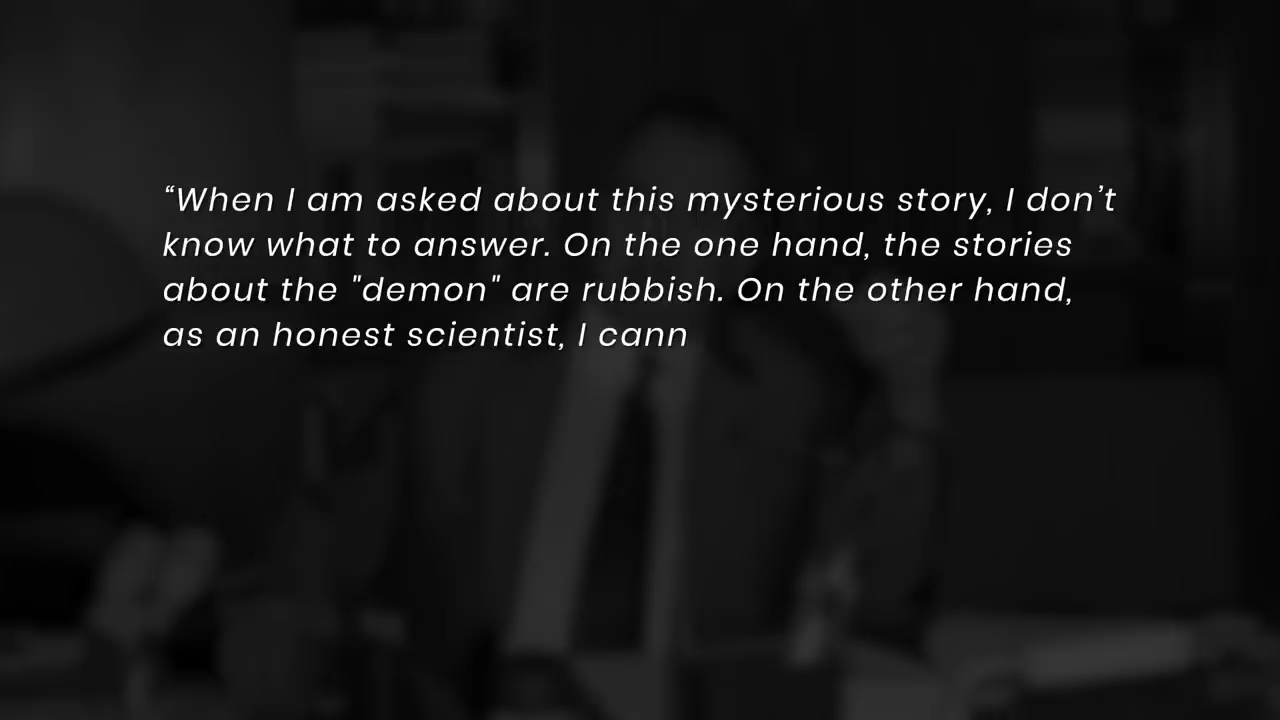 “When I am asked about this mysterious story, I don’t
know what to answer. On the one hand, the stories
about the "demon" are rubbish. On the other hand,
as an honest scientist, I cann